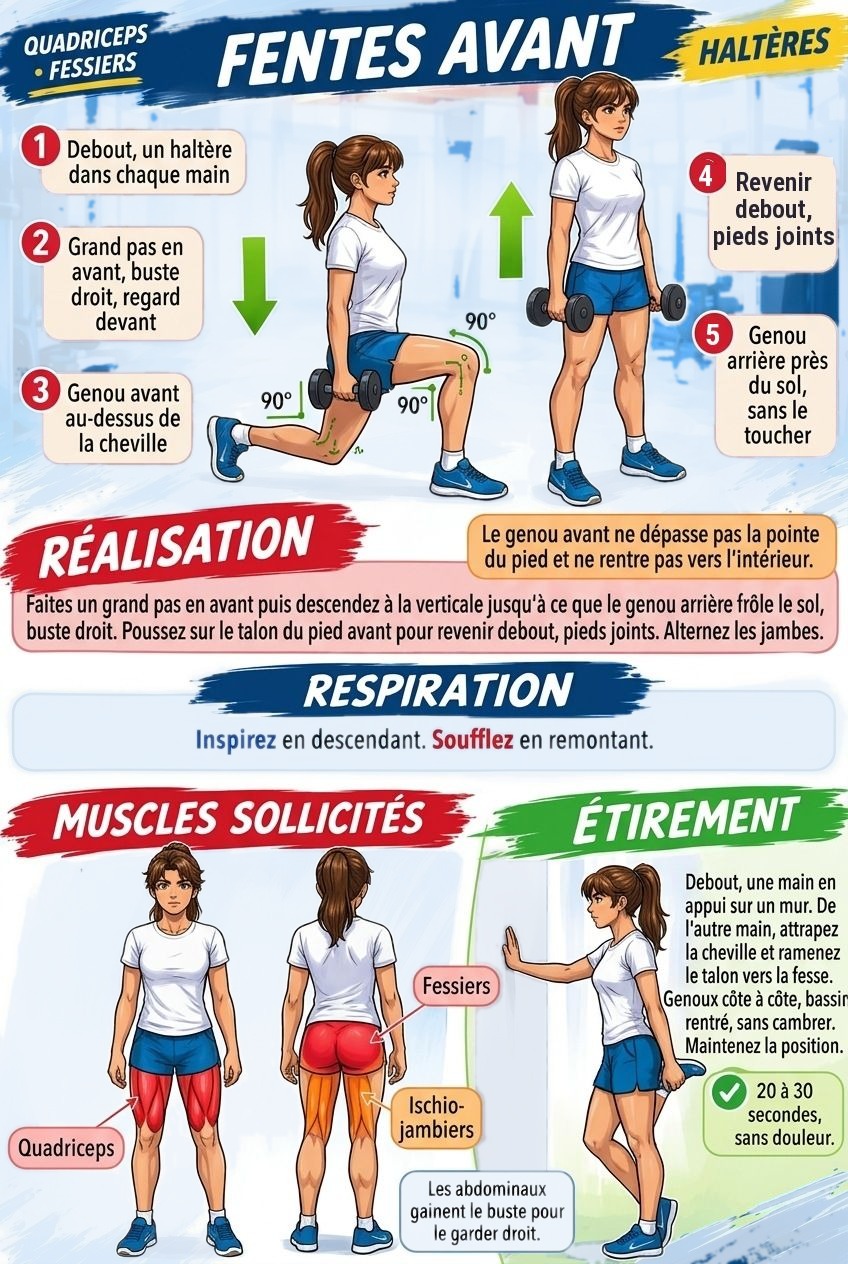 QUADRICEPS
• FESSIERS
FENTES AVANT
HALTÈRES
1
Debout, un haltère
dans chaque main
2
Grand pas en
avant, buste
droit, regard
devant
3
Genou avant
au-dessus de
la cheville
90°
90°
90°
4
Revenir
debout,
pieds joints
5
Genou
arrière près
du sol,
sans le
toucher
RÉALISATION
Le genou avant ne dépasse pas la pointe
du pied et ne rentre pas vers l'intérieur.
Faites un grand pas en avant puis descendez à la verticale jusqu'à ce que le genou arrière frôle le sol,
buste droit. Poussez sur le talon du pied avant pour revenir debout, pieds joints. Alternez les jambes.
RESPIRATION
Inspirez en descendant. Soufflez en remontant.
MUSCLES SOLLICITÉS
Quadriceps
Fessiers
Ischio-
jambiers
Les abdominaux
gainent le buste pour
le garder droit.
ÉTIREMENT
Debout, une main en
appui sur un mur. De
l'autre main, attrapez
la cheville et ramenez
le talon vers la fesse.
Genoux côte à côte, bassin
rentré, sans cambrer.
Maintenez la position.
20 à 30
secondes,
sans douleur.